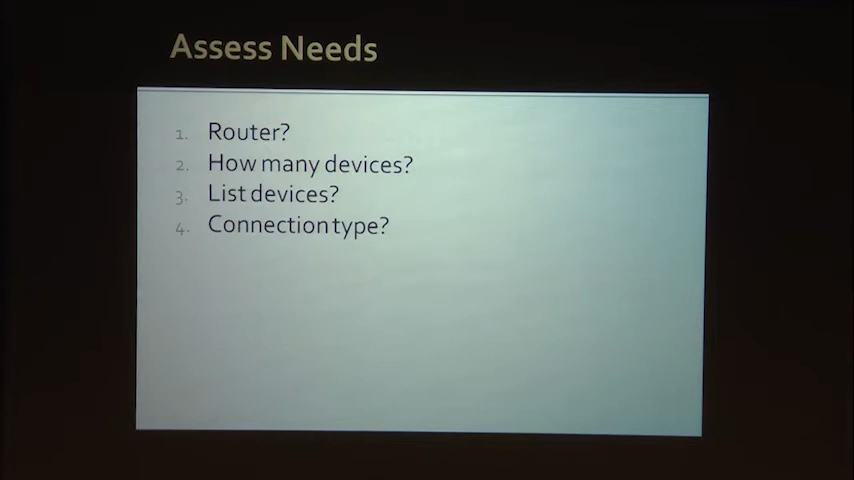 Assess Needs
1. Router?
2. How many devices?
3. List devices?
4. Connection type?